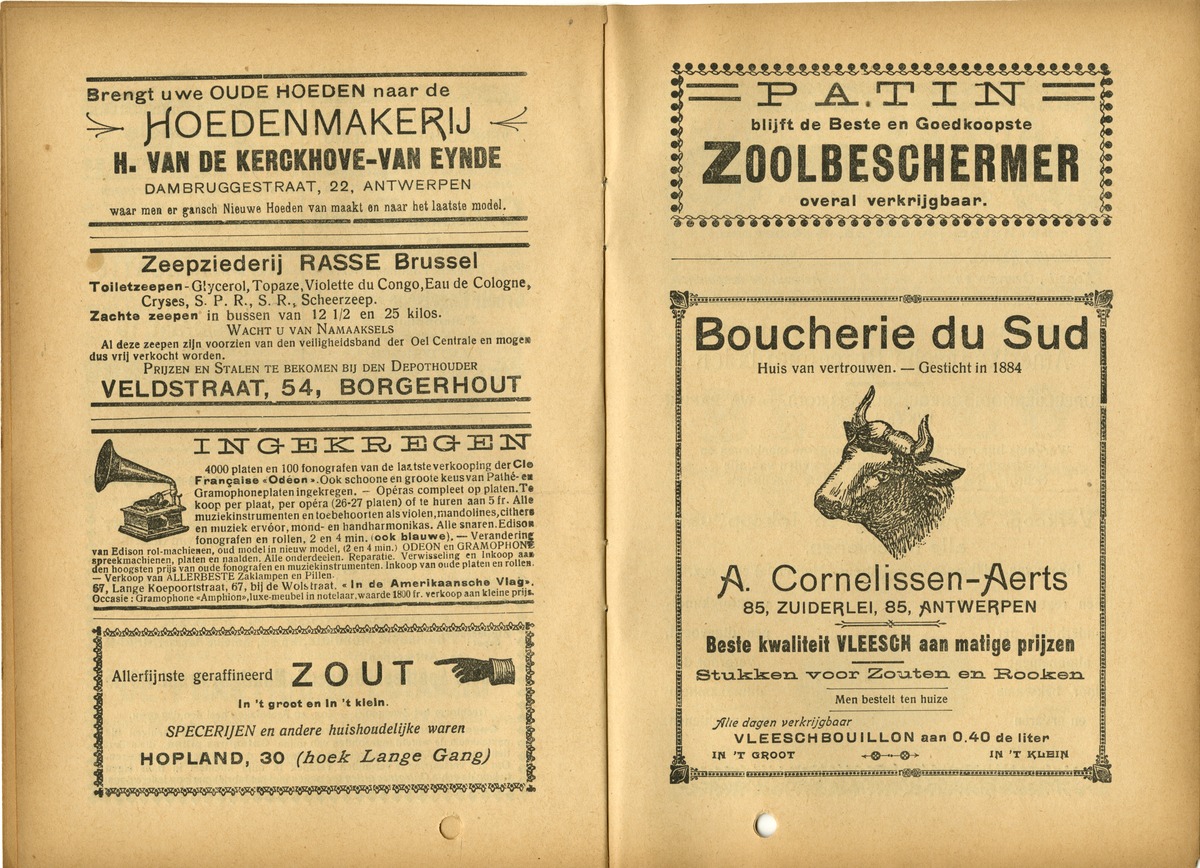 Brengt uwe OUDE HOEDEN naar de
HOEDENMAKERIJ
H. VAN DE KERCKHOVE-VAN EYNDE
DAMBRUGGESTRAAT, 22, ANTWERPEN
waar men er gansch Nieuwe Hoeden van maakt en naar het laatste model.
Zeepziederij RASSE Brussel
Toiletzeepen - Glycerol, Topaze, Violette du Congo, Eau de Cologne,
Cryses, S. P. R., S. R., Scheerzeep.
Zachte zeepen in bussen van 12 1/2 en 25 kilos.
WACHT U VAN NAMAAKSELS
Al deze zeepen zijn voorzien van den veiligheidsband der Oel Centrale en mogen
dus vrij verkocht worden.
PRIJZEN EN STALEN TE BEKOMEN BIJ DEN DEPOTHOUDER
VELDSTRAAT, 54, BORGERHOUT
INGEKREGEN
4000 platen en 100 fonografen van de laatste verkooping der Cie
Française «Odéon». Ook schoone en groote keus van Pathé- en
Gramophoneplaten ingekregen. — Opéras compleet op platen. Te
koop per plaat, per opéra (26-27 platen) of te huren aan 5 fr. Alle
muziekinstrumenten en toebehoorten als violen, mandolines, cithers
en muziek ervóor, mond- en handharmonikas. Alle snaren. Edison
fonografen en rollen, 2 en 4 min. (ook blauwe). — Verandering
van Edison rol-machienen, oud model in nieuw model, (2 en 4 min.) ODEON en GRAMOPHONE
spreekmachienen, platen en naalden. Alle onderdeelen. Reparatie. Verwisseling en Inkoop aan
den hoogsten prijs van oude fonografen en muziekinstrumenten. Inkoop van oude platen en rollen.
— Verkoop van ALLERBESTE Zaklampen en Pillen.
67, Lange Koepoortstraat, 67, bij de Wolstraat. «In de Amerikaansche Vlag».
Occasie: Gramophone «Amphion», luxe-meubel in notelaar, waarde 1800 fr. verkoop aan kleine prijs.
Allerfijnste geraffineerd ZOUT
In 't groot en in 't klein.
SPECERIJEN en andere huishoudelijke waren
HOPLAND, 30 (hoek Lange Gang)
PATIN
blijft de Beste en Goedkoopste
ZOOLBESCHERMER
overal verkrijgbaar.
Boucherie du Sud
Huis van vertrouwen. — Gesticht in 1884
A. Cornelissen-Aerts
85, ZUIDERLEI, 85, ANTWERPEN
Beste kwaliteit VLEESCH aan matige prijzen
Stukken voor Zouten en Rooken
Men bestelt ten huize
Alle dagen verkrijgbaar
VLEESCHBOUILLON aan 0.40 de liter
IN 'T GROOT IN 'T KLEIN